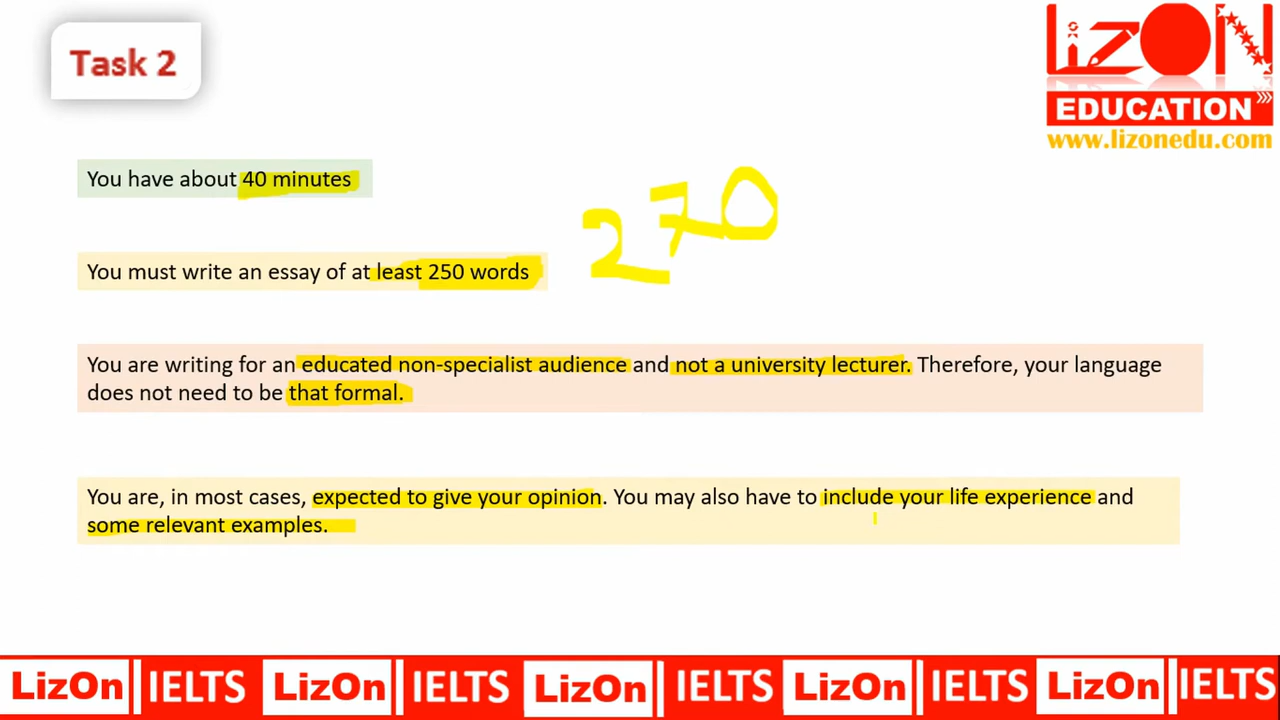 Task 2
LizON
EDUCATION
www.lizonedu.com
You have about 40 minutes
270
You must write an essay of at least 250 words
You are writing for an educated non-specialist audience and not a university lecturer. Therefore, your language
does not need to be that formal.
You are, in most cases, expected to give your opinion. You may also have to include your life experience and
some relevant examples.
LizOn IELTS LizOn IELTS LizOn IELTS LizOn IELTS LizOn IELTS